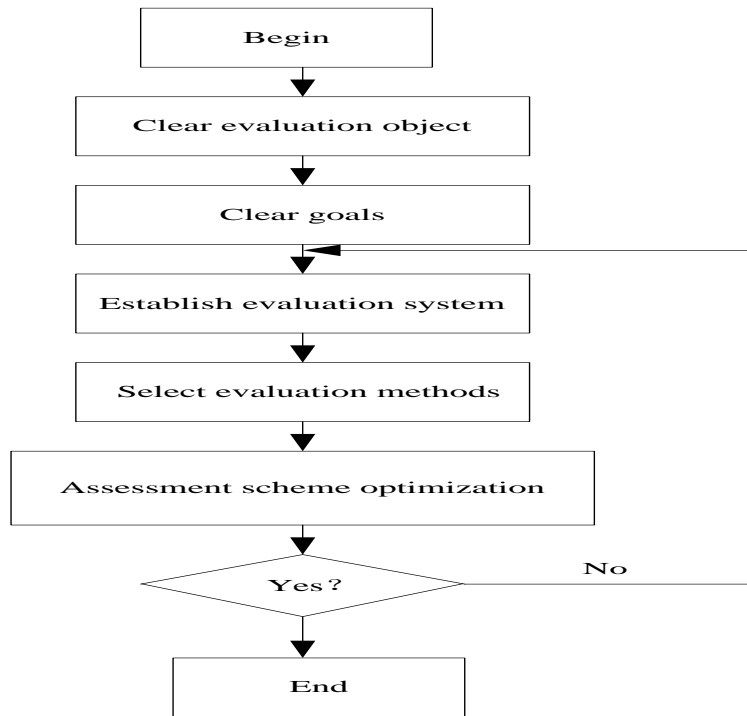 Begin
Clear evaluation object
Clear goals
Establish evaluation system
Select evaluation methods
Assessment scheme optimization
Yes?
No
End